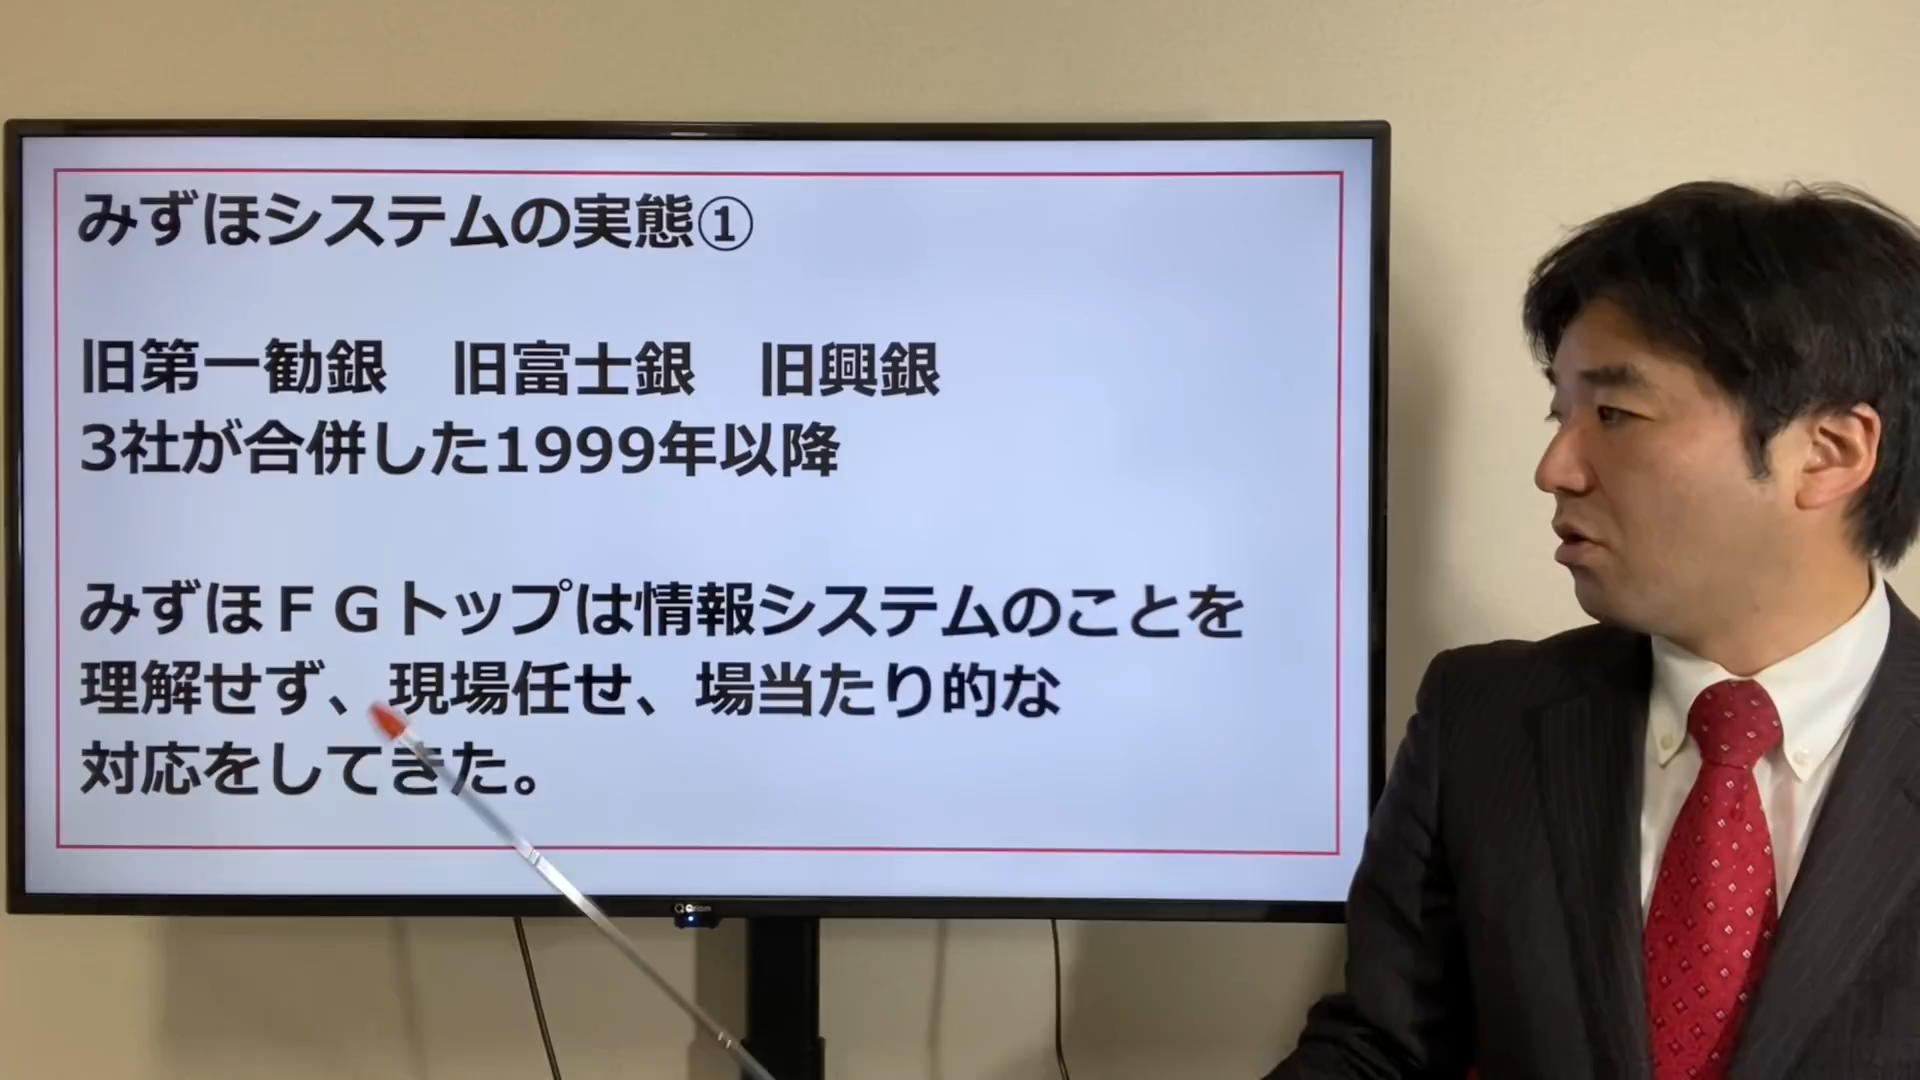 みずほシステムの実態①
旧第一勧銀　旧富士銀　旧興銀
3社が合併した1999年以降
みずほＦＧトップは情報システムのことを
理解せず、現場任せ、場当たり的な
対応をしてきた。